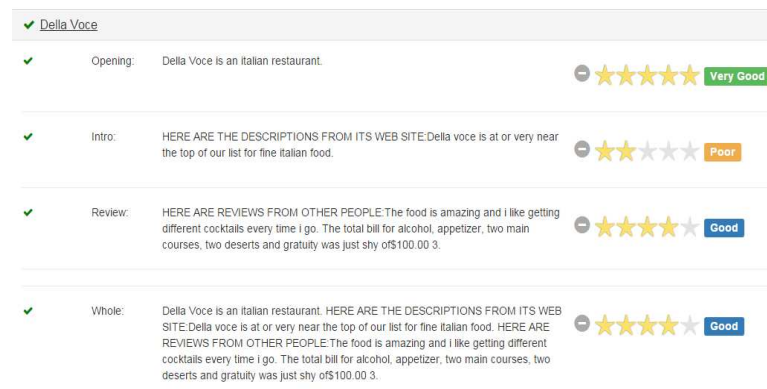 Della Voce
Opening: Della Voce is an italian restaurant.
Very Good
Intro: HERE ARE THE DESCRIPTIONS FROM ITS WEB SITE:Della voce is at or very near
the top of our list for fine italian food.
Poor
Review: HERE ARE REVIEWS FROM OTHER PEOPLE:The food is amazing and i like getting
different cocktails every time i go. The total bill for alcohol, appetizer, two main
courses, two deserts and gratuity was just shy of$100.00 3.
Good
Whole: Della Voce is an italian restaurant. HERE ARE THE DESCRIPTIONS FROM ITS WEB
SITE:Della voce is at or very near the top of our list for fine italian food. HERE ARE
REVIEWS FROM OTHER PEOPLE:The food is amazing and i like getting different
cocktails every time i go. The total bill for alcohol, appetizer, two main courses, two
deserts and gratuity was just shy of$100.00 3.
Good